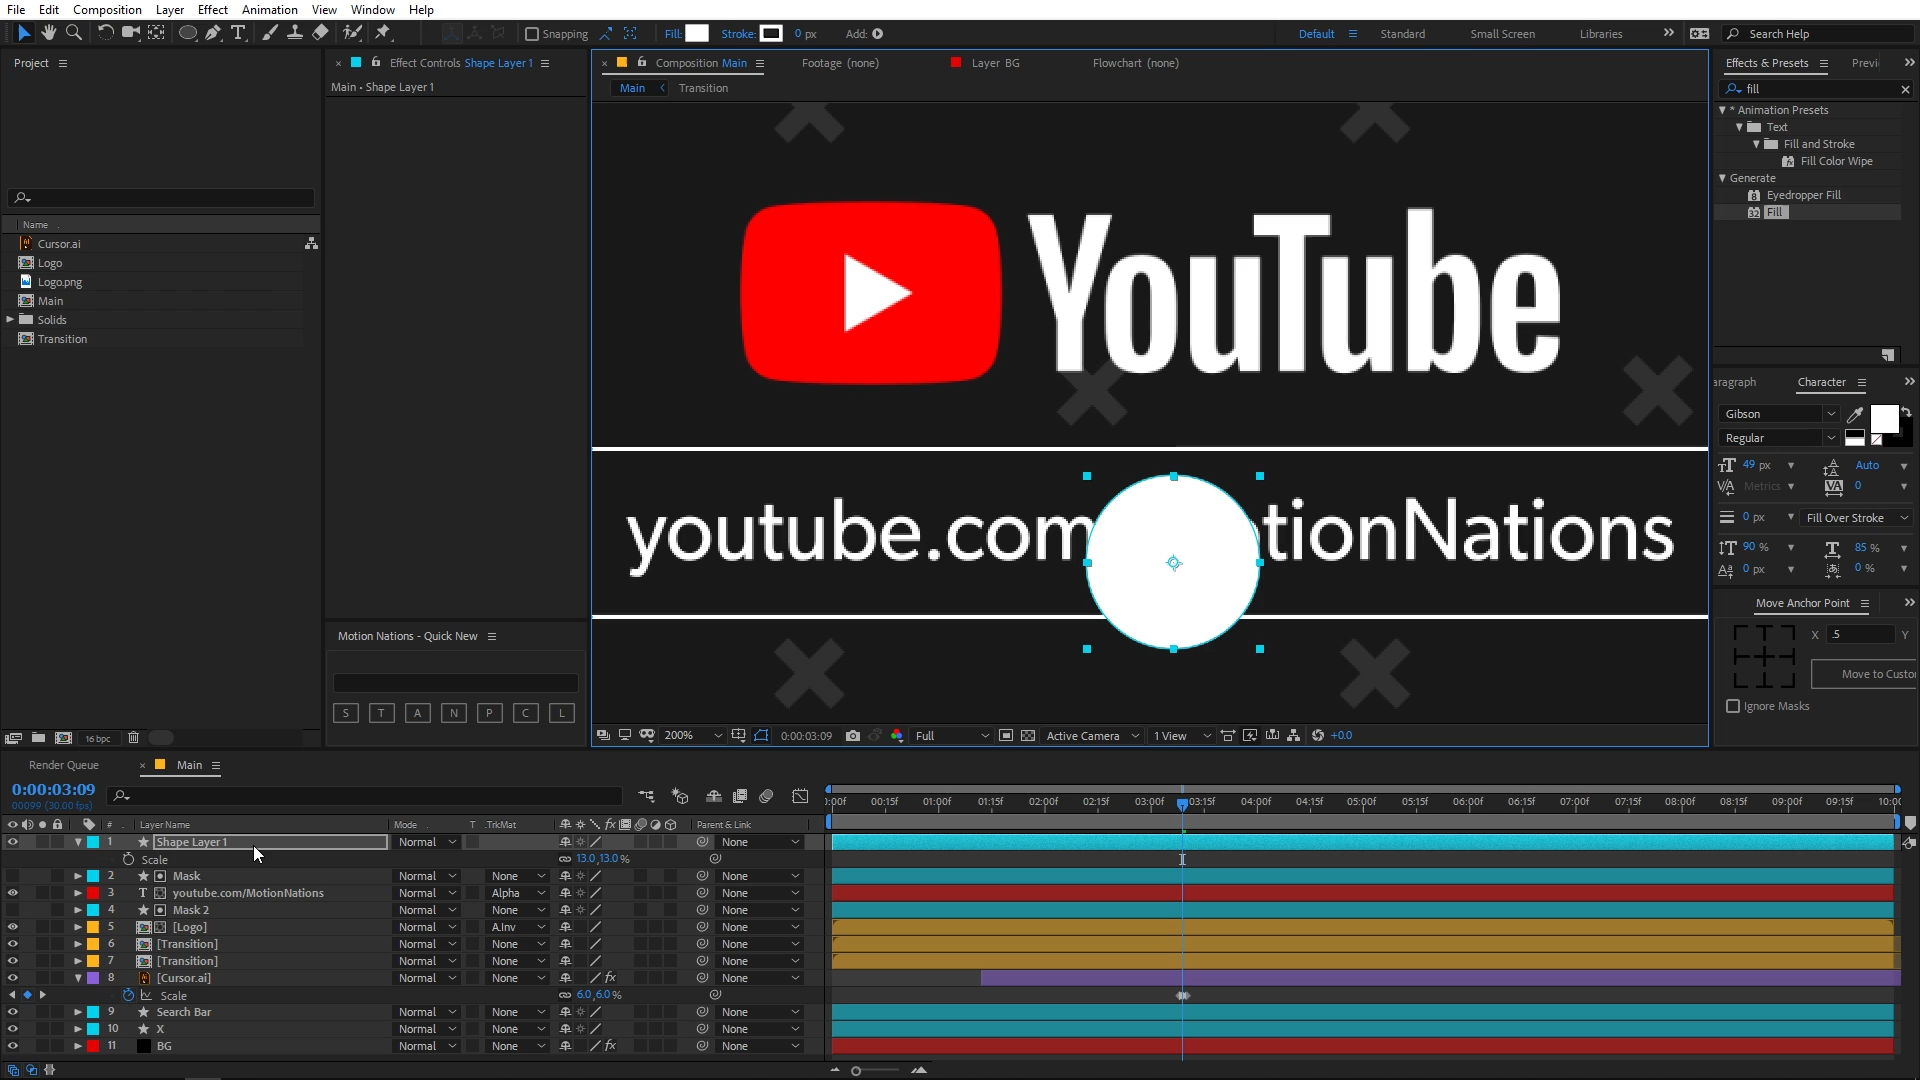 File Edit Composition Layer Effect Animation View Window Help
Snapping Fill: Stroke: 0 px Add: Default Standard Small Screen Libraries Search Help
Project
Effect Controls Shape Layer 1
Main • Shape Layer 1
Composition Main Footage (none) Layer BG Flowchart (none)
Main Transition
Effects & Presets Previ
fill
* Animation Presets
Text
Fill and Stroke
Fill Color Wipe
Generate
Eyedropper Fill
Fill
Name
Cursor.ai
Logo
Logo.png
Main
Solids
Transition
16 bpc
YouTube
youtube.com tionNations
Motion Nations - Quick New
S T A N P C L
200% 0:00:03:09 Full Active Camera 1 View +0.0
aragraph Character
Gibson
Regular
49 px Auto
Metrics 0
0 px Fill Over Stroke
90 % 85 %
0 px 0 %
Move Anchor Point
X .5 Y
Move to Custo
Ignore Masks
Render Queue Main
0:00:03:09
00099 (30.00 fps)
:00f 00:15f 01:00f 01:15f 02:00f 02:15f 03:00f 03:15f 04:00f 04:15f 05:00f 05:15f 06:00f 06:15f 07:00f 07:15f 08:00f 08:15f 09:00f 09:15f 10:00
# Layer Name Mode T .TrkMat Parent & Link
1 Shape Layer 1 Normal None
Scale 13.0,13.0 %
2 Mask Normal None None
3 T youtube.com/MotionNations Normal Alpha None
4 Mask 2 Normal None None
5 [Logo] Normal A.Inv None
6 [Transition] Normal None None
7 [Transition] Normal None None
8 [Cursor.ai] Normal None fx None
Scale 6.0,6.0 %
9 Search Bar Normal None None
10 X Normal None None
11 BG Normal None fx None